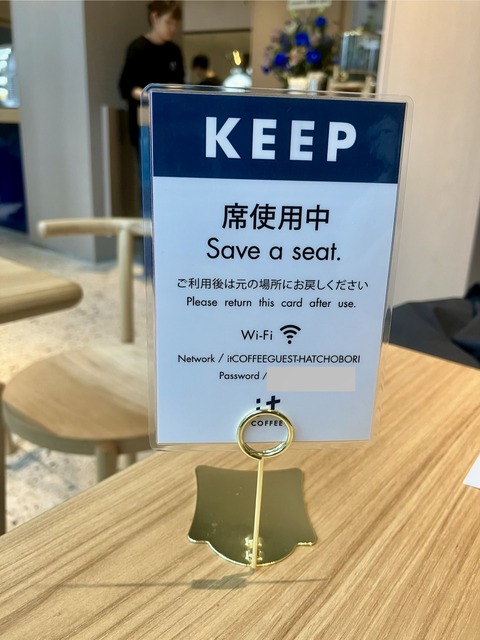 KEEP
席使用中
Save a seat.
ご利用後は元の場所にお戻しください
Please return this card after use.
Wi-Fi
Network / itCOFFEEGUEST-HATCHOBORI
Password /
it
COFFEE